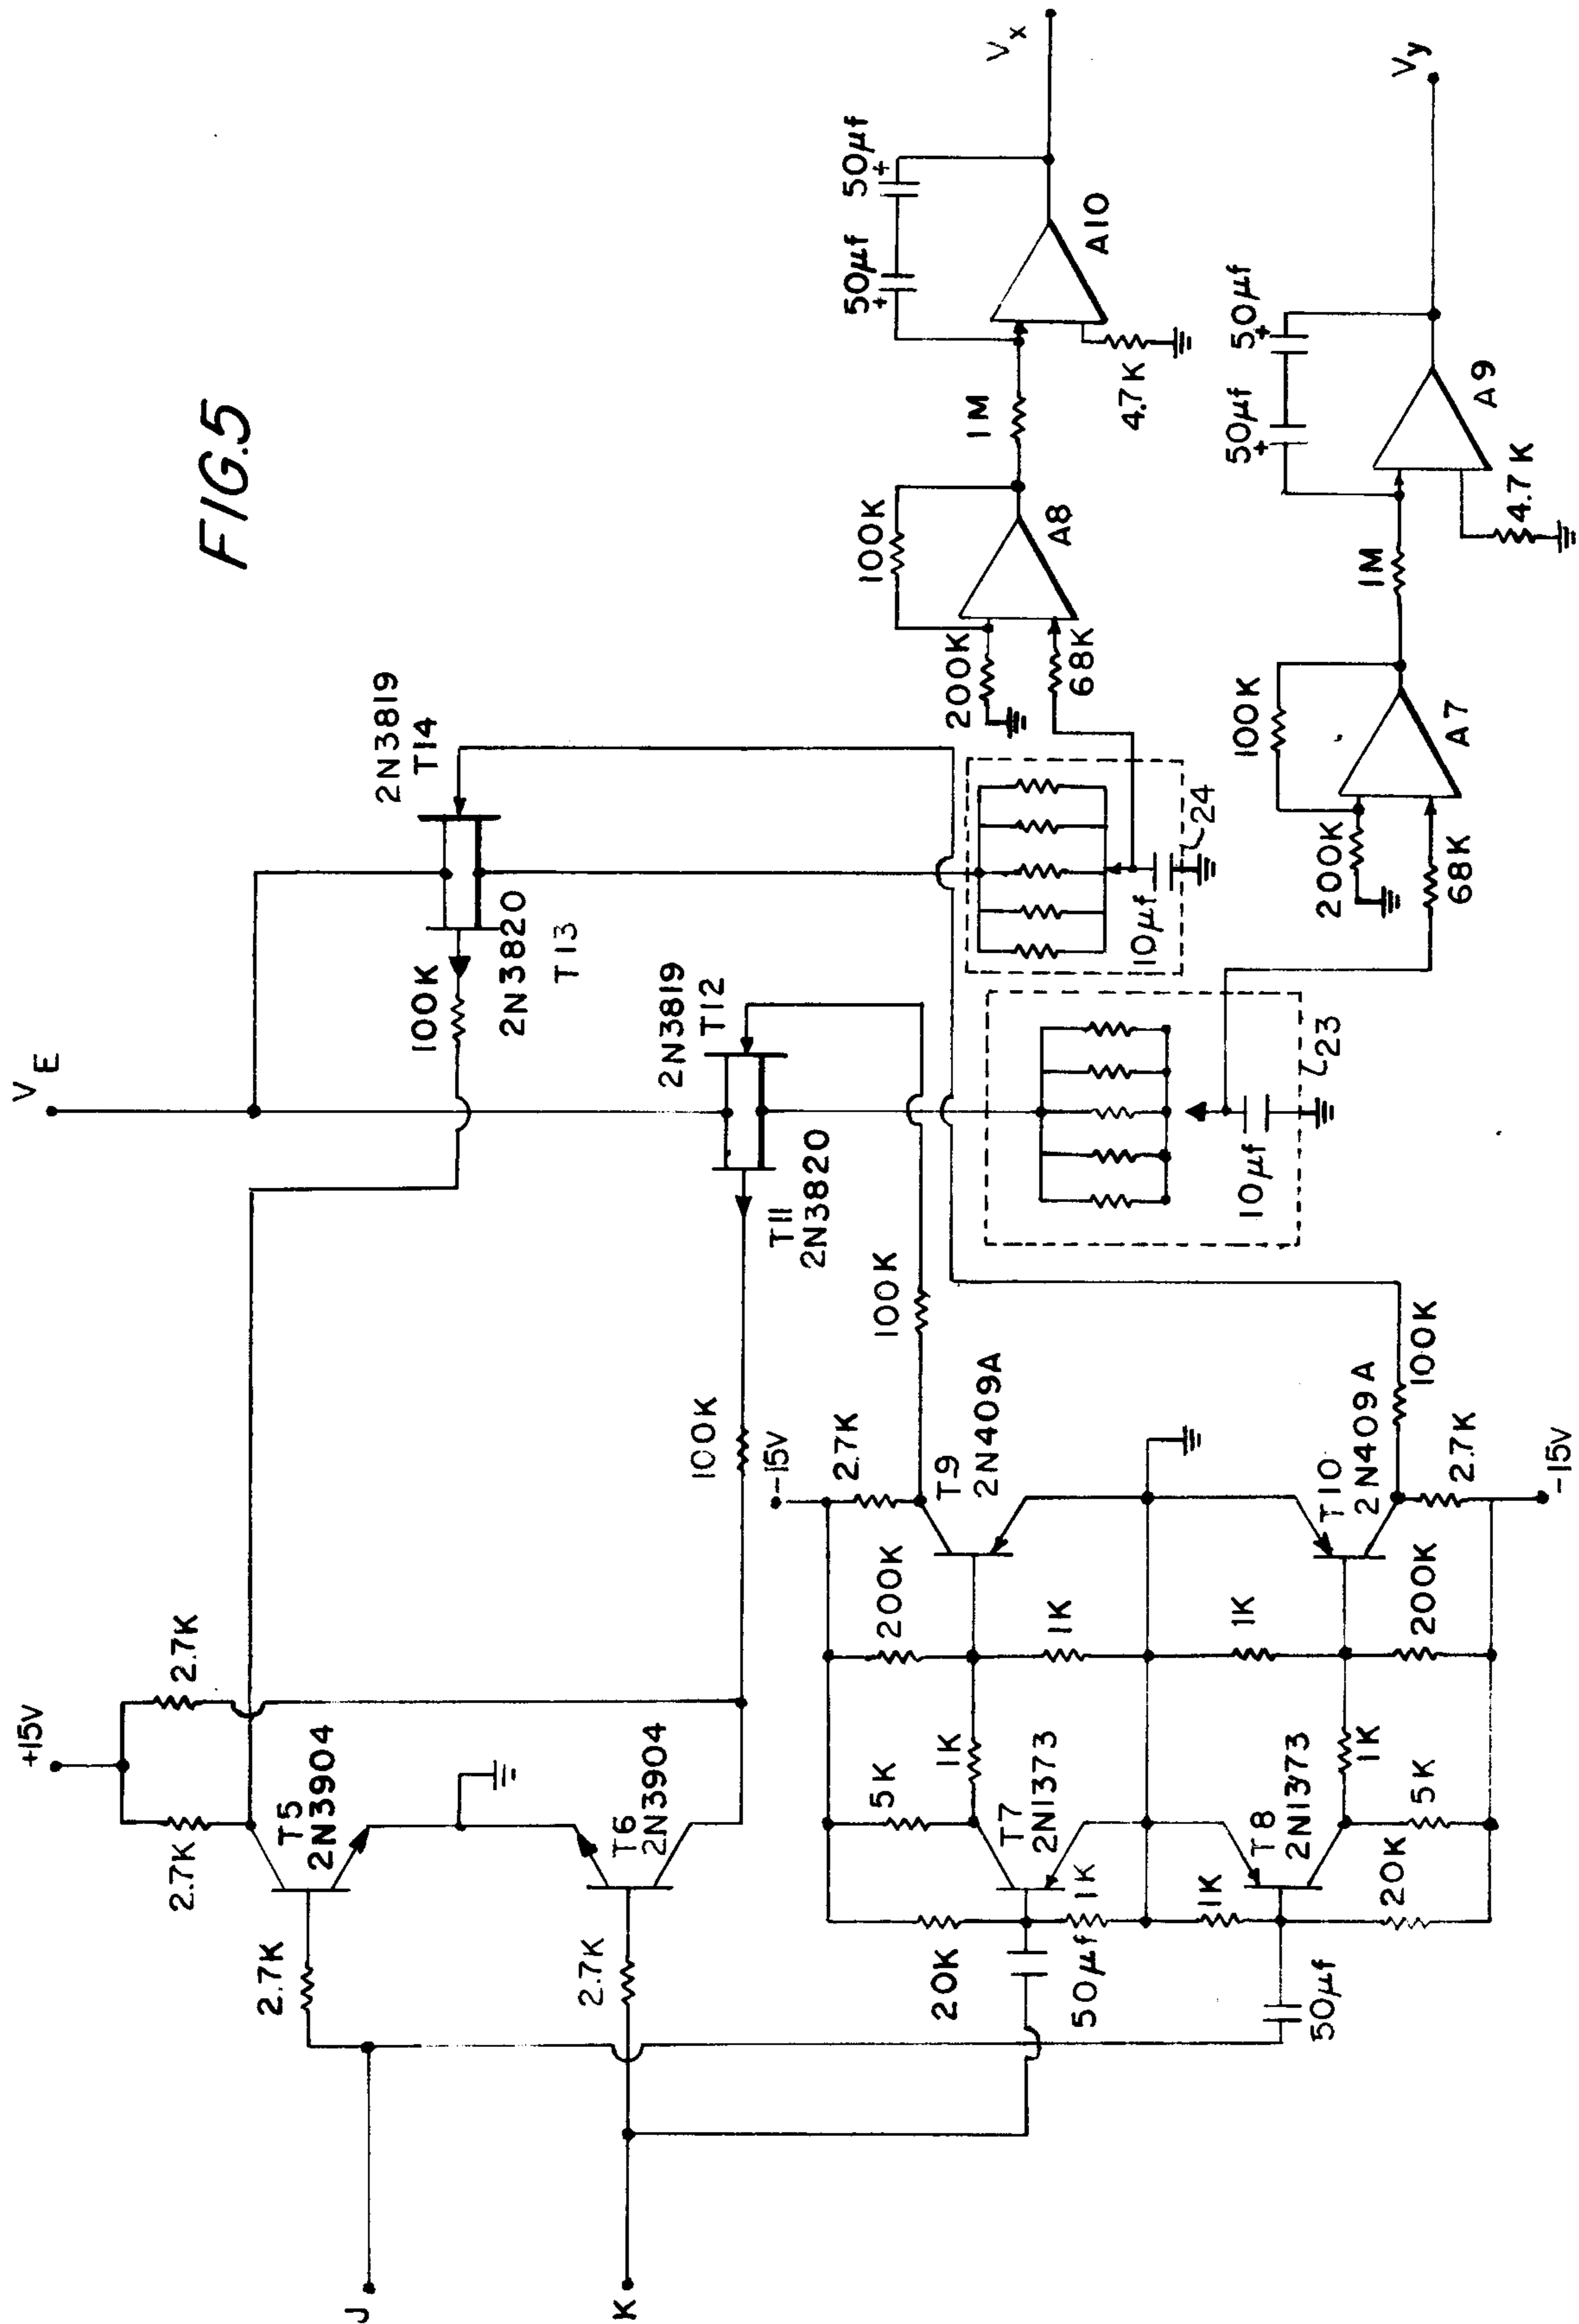 FIG.5
J
K
+15V
2.7K
2.7K
2.7K
T5
2N3904
2.7K
T6
2N3904
100K
V E
100K
2N3820
T13
2N3819
T14
2N3819
T12
T11
2N3820
20K
50µf
1K
1K
50µf
20K
5K
T7
2N1373
1K
T8
2N1373
1K
5K
200K
1K
1K
200K
-15V
2.7K
T9
2N409A
T10
2N409A
2.7K
-15V
100K
100K
10µf
23
10µf
24
200K
68K
100K
A8
1M
50µf
+
50µf
+
4.7K
A10
Vx
200K
68K
100K
A7
1M
50µf
+
50µf
+
4.7K
A9
Vy